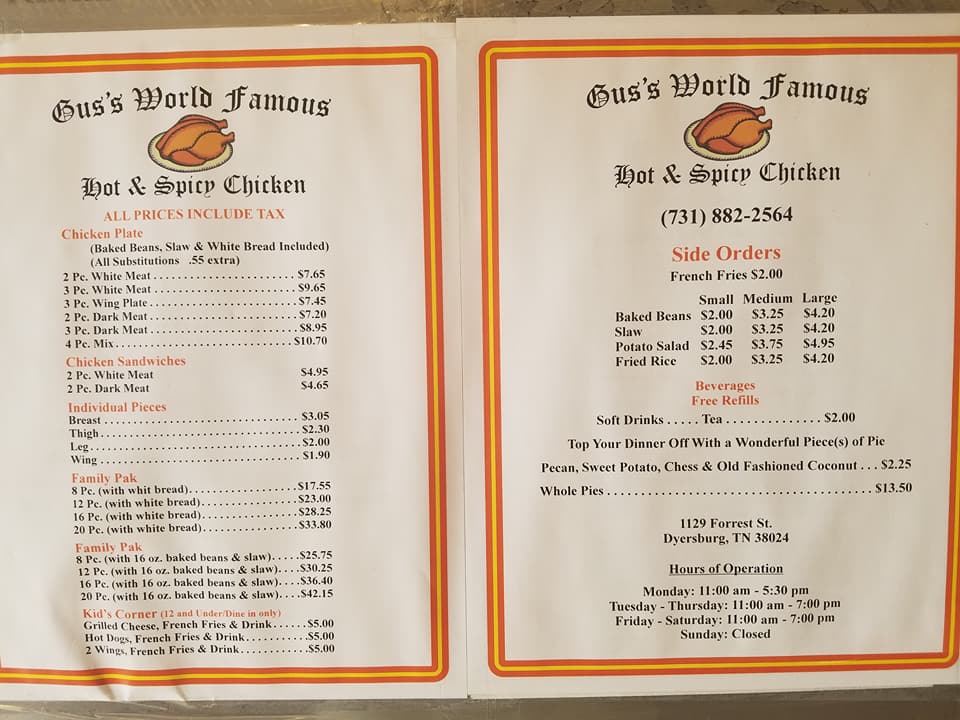 Gus's World Famous
Hot & Spicy Chicken
ALL PRICES INCLUDE TAX
Chicken Plate
(Baked Beans, Slaw & White Bread Included)
(All Substitutions .55 extra)
2 Pc. White Meat . . . . . . . . . . . . . . . . . . . . . . . $7.65
3 Pc. White Meat . . . . . . . . . . . . . . . . . . . . . . . $9.65
3 Pc. Wing Plate . . . . . . . . . . . . . . . . . . . . . . . $7.45
2 Pc. Dark Meat . . . . . . . . . . . . . . . . . . . . . . . $7.20
3 Pc. Dark Meat . . . . . . . . . . . . . . . . . . . . . . . $8.95
4 Pc. Mix . . . . . . . . . . . . . . . . . . . . . . . . . . . . $10.70
Chicken Sandwiches
2 Pc. White Meat $4.95
2 Pc. Dark Meat $4.65
Individual Pieces
Breast . . . . . . . . . . . . . . . . . . . . . . . . . . . . . . $3.05
Thigh . . . . . . . . . . . . . . . . . . . . . . . . . . . . . . $2.30
Leg . . . . . . . . . . . . . . . . . . . . . . . . . . . . . . . . $2.00
Wing . . . . . . . . . . . . . . . . . . . . . . . . . . . . . . $1.90
Family Pak
8 Pc. (with whit bread) . . . . . . . . . . . . . . . . . $17.55
12 Pc. (with white bread) . . . . . . . . . . . . . . . $23.00
16 Pc. (with white bread) . . . . . . . . . . . . . . . $28.25
20 Pc. (with white bread) . . . . . . . . . . . . . . . $33.80
Family Pak
8 Pc. (with 16 oz. baked beans & slaw) . . . . . $25.75
12 Pc. (with 16 oz. baked beans & slaw) . . . . $30.25
16 Pc. (with 16 oz. baked beans & slaw) . . . . $36.40
20 Pc. (with 16 oz. baked beans & slaw) . . . . $42.15
Kid's Corner (12 and Under/Dine in only)
Grilled Cheese, French Fries & Drink . . . . . . $5.00
Hot Dogs, French Fries & Drink . . . . . . . . . . $5.00
2 Wings, French Fries & Drink . . . . . . . . . . . $5.00
Gus's World Famous
Hot & Spicy Chicken
(731) 882-2564
Side Orders
French Fries $2.00
Small Medium Large
Baked Beans $2.00 $3.25 $4.20
Slaw $2.00 $3.25 $4.20
Potato Salad $2.45 $3.75 $4.95
Fried Rice $2.00 $3.25 $4.20
Beverages
Free Refills
Soft Drinks . . . . . Tea . . . . . . . . . . . . . . $2.00
Top Your Dinner Off With a Wonderful Piece(s) of Pie
Pecan, Sweet Potato, Chess & Old Fashioned Coconut . . . $2.25
Whole Pies . . . . . . . . . . . . . . . . . . . . . . . . . . . . . . . . . . . . . $13.50
1129 Forrest St.
Dyersburg, TN 38024
Hours of Operation
Monday: 11:00 am - 5:30 pm
Tuesday - Thursday: 11:00 am - 7:00 pm
Friday - Saturday: 11:00 am - 7:00 pm
Sunday: Closed